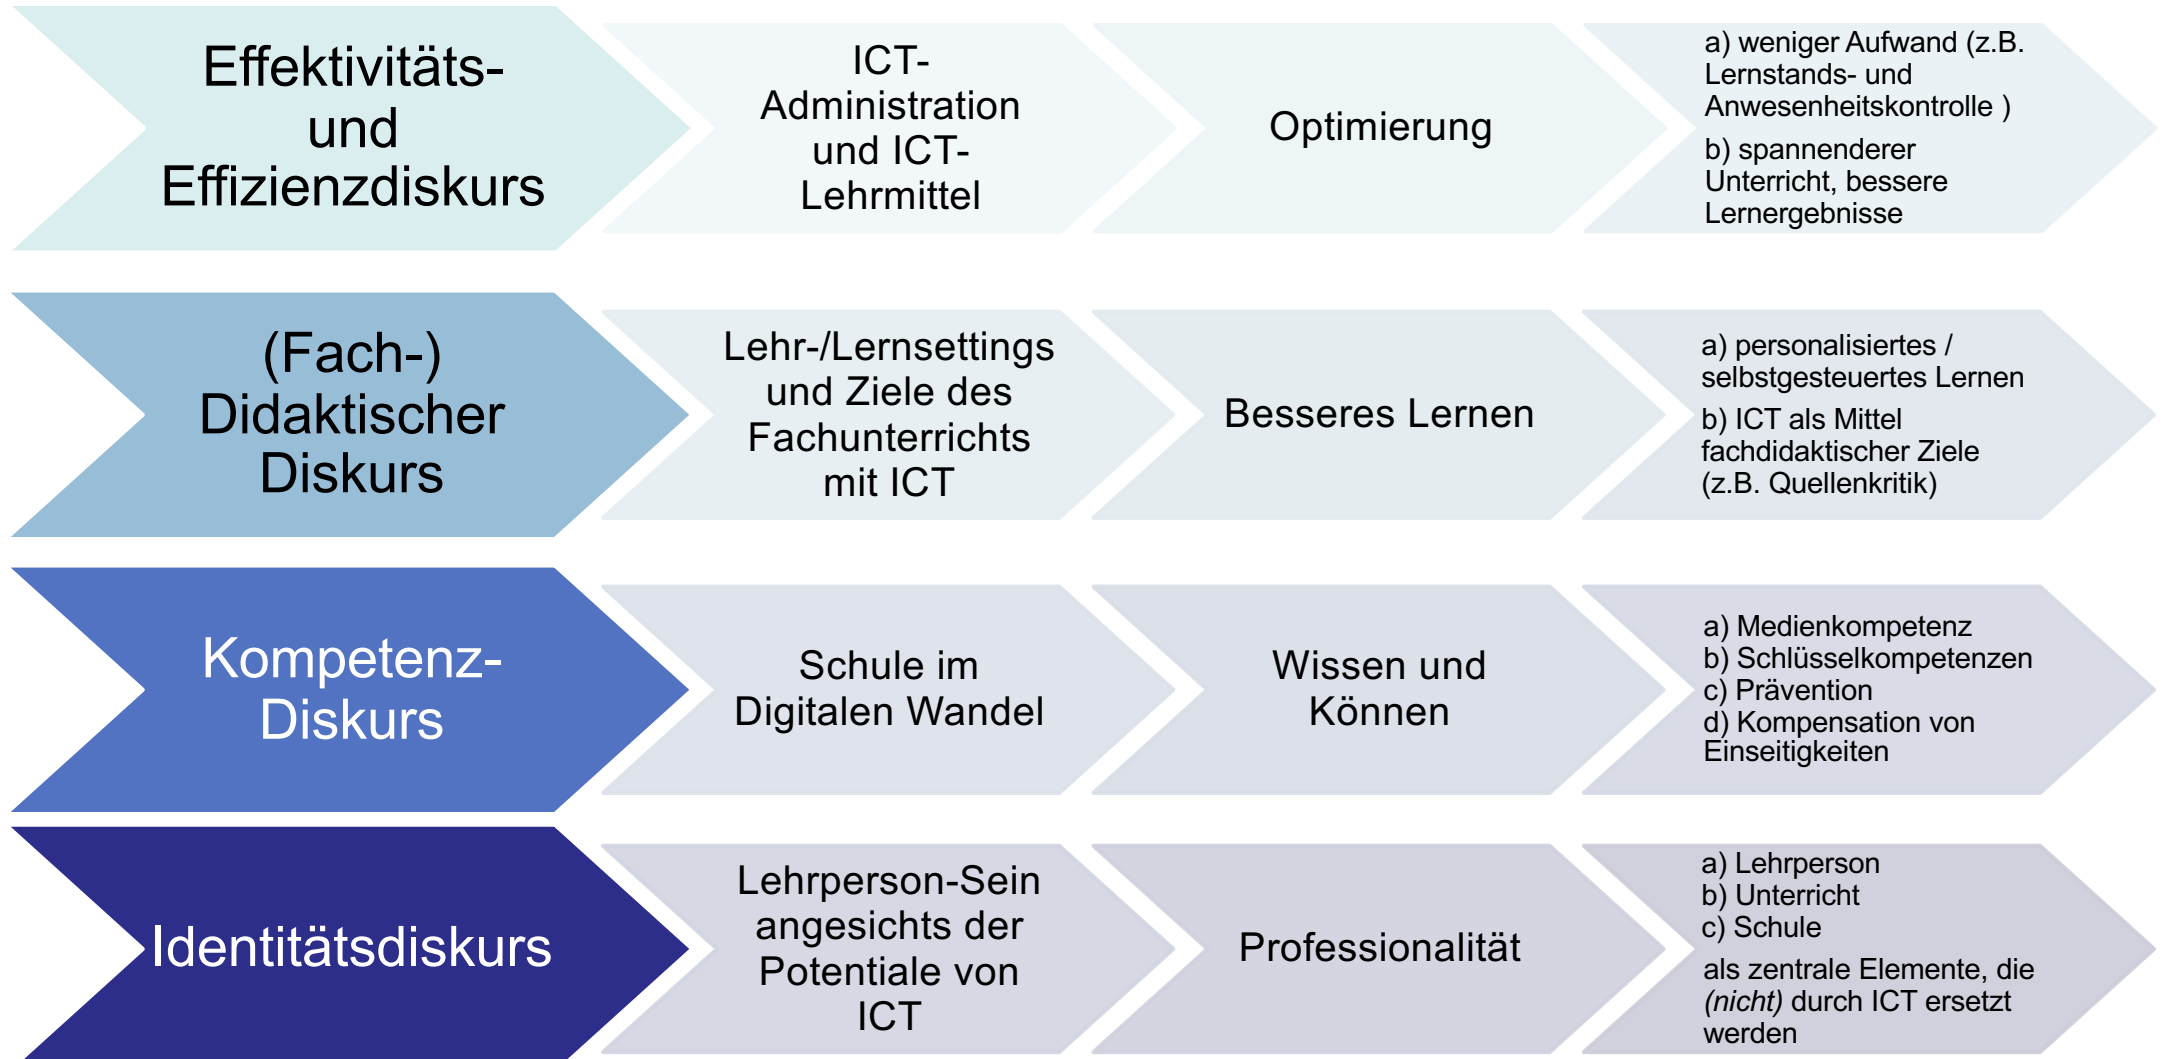 Effektivitäts-
und
Effizienzdiskurs
ICT-
Administration
und ICT-
Lehrmittel
Optimierung
a) weniger Aufwand (z.B.
Lernstands- und
Anwesenheitskontrolle )
b) spannenderer
Unterricht, bessere
Lernergebnisse
(Fach-)
Didaktischer
Diskurs
Lehr-/Lernsettings
und Ziele des
Fachunterrichts
mit ICT
Besseres Lernen
a) personalisiertes /
selbstgesteuertes Lernen
b) ICT als Mittel
fachdidaktischer Ziele
(z.B. Quellenkritik)
Kompetenz-
Diskurs
Schule im
Digitalen Wandel
Wissen und
Können
a) Medienkompetenz
b) Schlüsselkompetenzen
c) Prävention
d) Kompensation von
Einseitigkeiten
Identitätsdiskurs
Lehrperson-Sein
angesichts der
Potentiale von
ICT
Professionalität
a) Lehrperson
b) Unterricht
c) Schule
als zentrale Elemente, die
(nicht) durch ICT ersetzt
werden